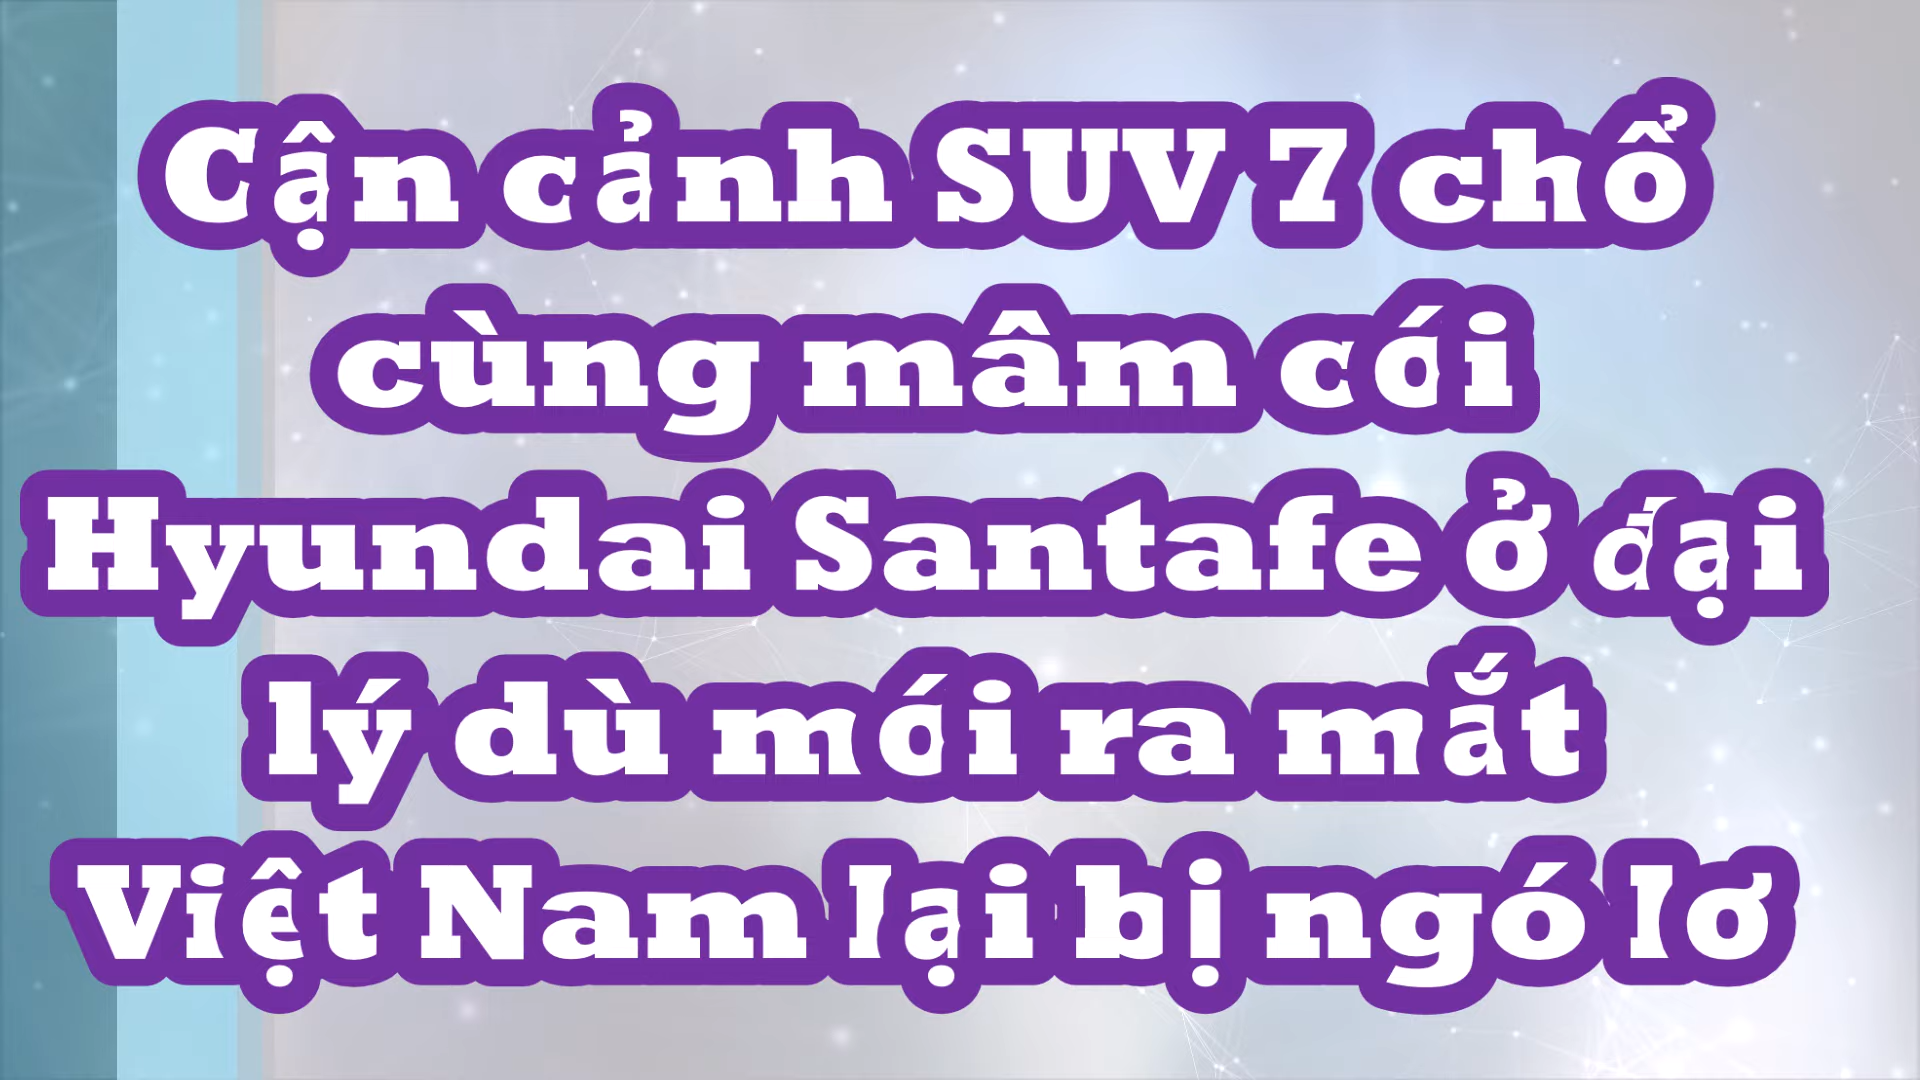 Cận cảnh SUV 7 chổ
cùng mâm cới
Hyundai Santafe ở đại
lý dù mới ra mắt
Việt Nam lại bị ngó lơ